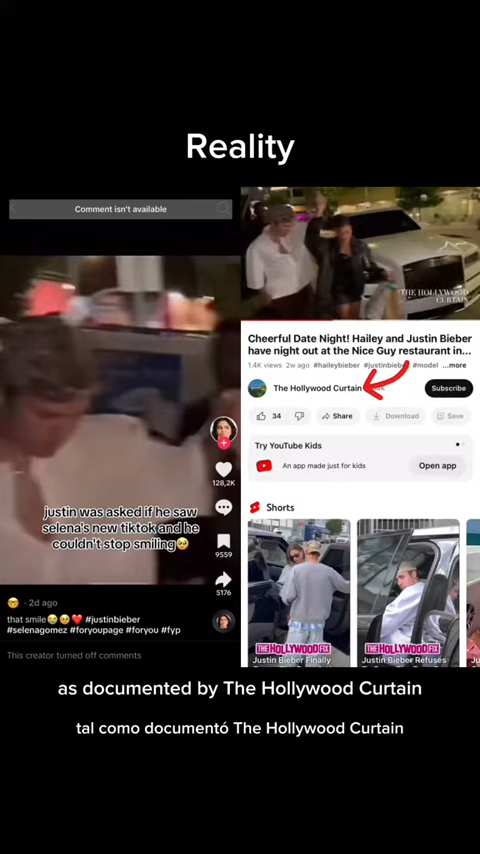 Reality
Comment isn't available
justin was asked if he saw
selena's new tiktok and he
couldn't stop smiling🥹
128,2K
9559
5176
2d ago
that smile😭🥹❤️ #justinbieber
#selenagomez #foryoupage #foryou #fyp
This creator turned off comments
THE HOLLYWOOD
CURTAIN
Cheerful Date Night! Hailey and Justin Bieber
have night out at the Nice Guy restaurant in...
1.4K views 2w ago #haileybieber #justinbieb #model ...more
The Hollywood Curtain
Subscribe
34
Share
Download
Save
Try YouTube Kids
An app made just for kids
Open app
Shorts
THE HOLLYWOOD FIX
Justin Bieber Finally
THE HOLLYWOOD FIX
Justin Bieber Refuses
as documented by The Hollywood Curtain
tal como documentó The Hollywood Curtain